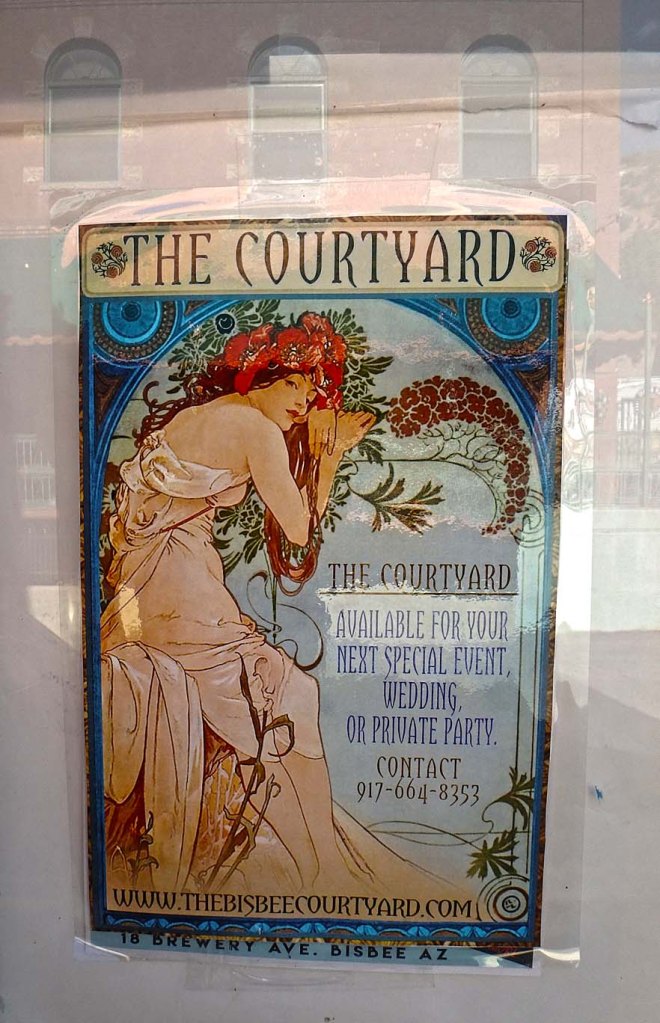 THE COURTYARD
THE COURTYARD
AVAILABLE FOR YOUR
NEXT SPECIAL EVENT,
WEDDING,
OR PRIVATE PARTY.
CONTACT
917-664-8353
WWW.THEBISBEECOURTYARD.COM
18 BREWERY AVE. BISBEE AZ